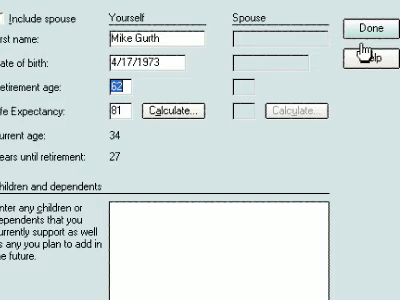 Include spouse Yourself Spouse
Done
rst name: Mike Gurth
elp
ate of birth: 4/17/1973
etirement age: 62
fe Expectancy: 81 Calculate... Calculate...
urrent age: 34
ears until retirement: 27
hildren and dependents
nter any children or
ependents that you
urrently support as well
s any you plan to add in
e future.